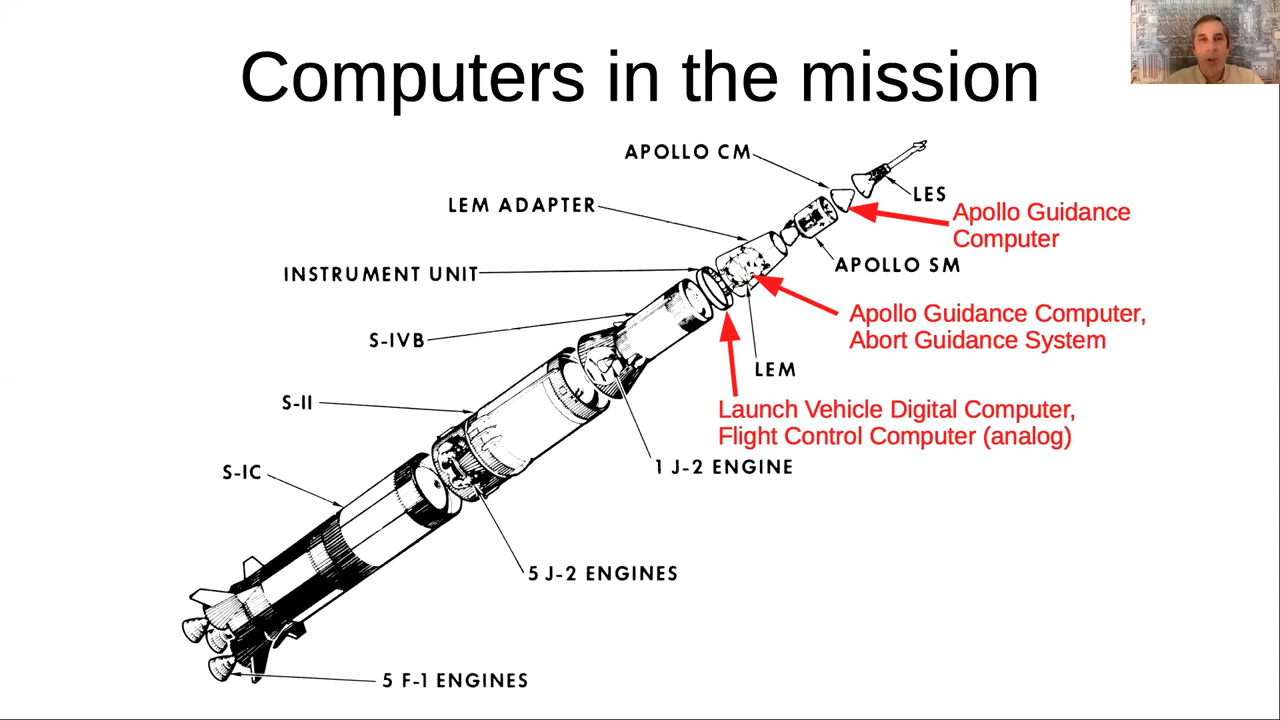 Computers in the mission
APOLLO CM
LES
LEM ADAPTER
Apollo Guidance
Computer
APOLLO SM
INSTRUMENT UNIT
Apollo Guidance Computer,
Abort Guidance System
S-IVB
LEM
S-II
Launch Vehicle Digital Computer,
Flight Control Computer (analog)
1 J-2 ENGINE
S-IC
5 J-2 ENGINES
5 F-1 ENGINES